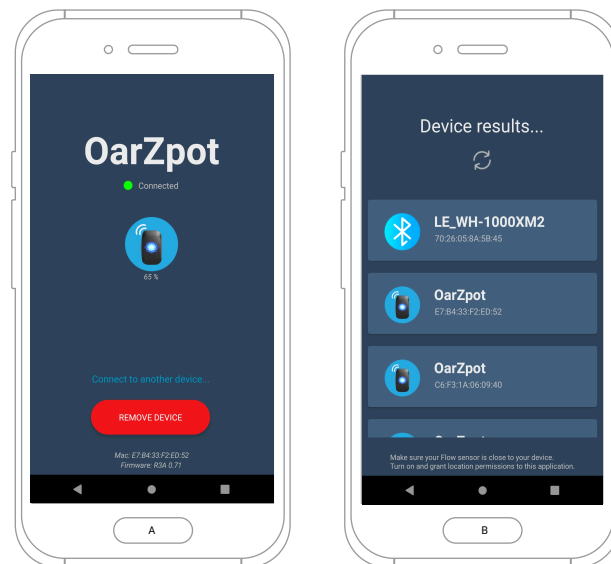 OarZpot
Connected
65 %
Connect to another device...
REMOVE DEVICE
Mac: E7:B4:33:F2:ED:52
Firmware: R3A 0.71
A
Device results...
LE_WH-1000XM2
70:26:05:8A:5B:45
OarZpot
E7:B4:33:F2:ED:52
OarZpot
C6:F3:1A:06:09:40
Make sure your Flow sensor is close to your device.
Turn on and grant location permissions to this application.
B